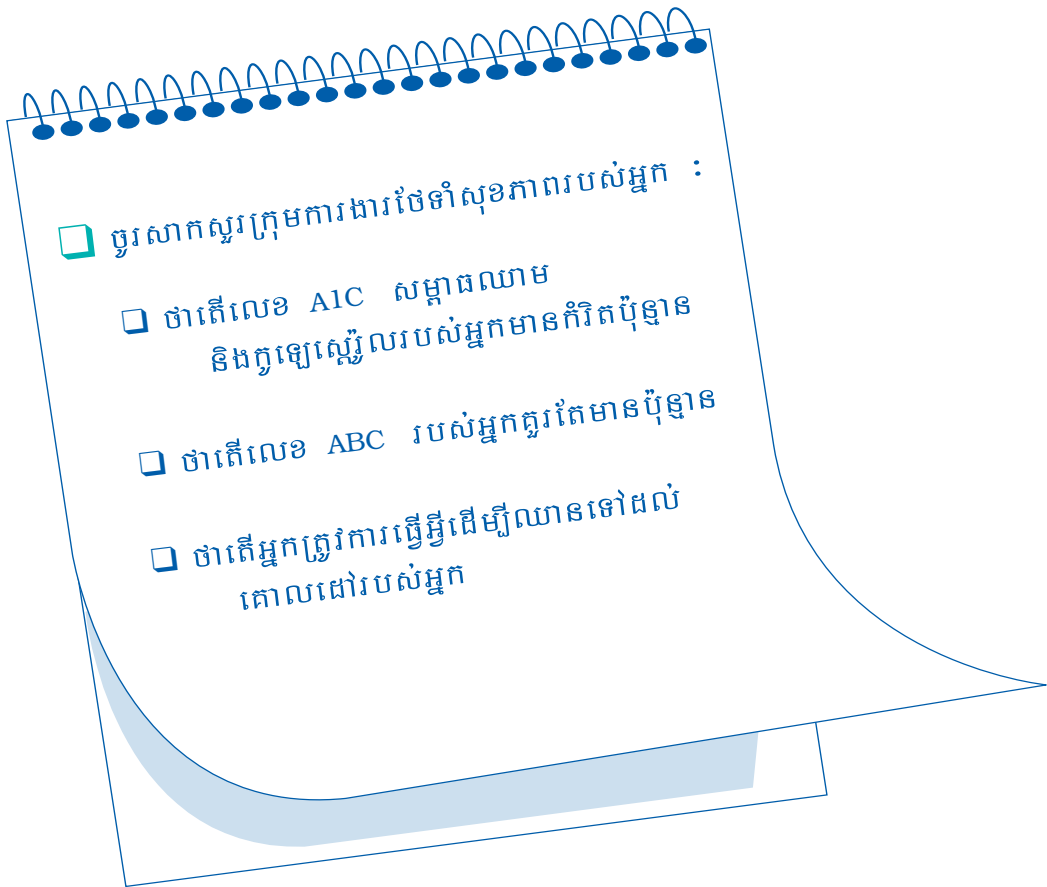 ចូរសាកសួរក្រុមការងារថែទាំសុខភាពរបស់អ្នក :
ថាតើលេខ A1C សម្ពាធឈាម
និងកូឡេស្តេរ៉ូលរបស់អ្នកមានកំរិតប៉ុន្មាន
ថាតើលេខ ABC របស់អ្នកគួរតែមានប៉ុន្មាន
ថាតើអ្នកត្រូវការធ្វើអ្វីដើម្បីឈានទៅដល់
គោលដៅរបស់អ្នក